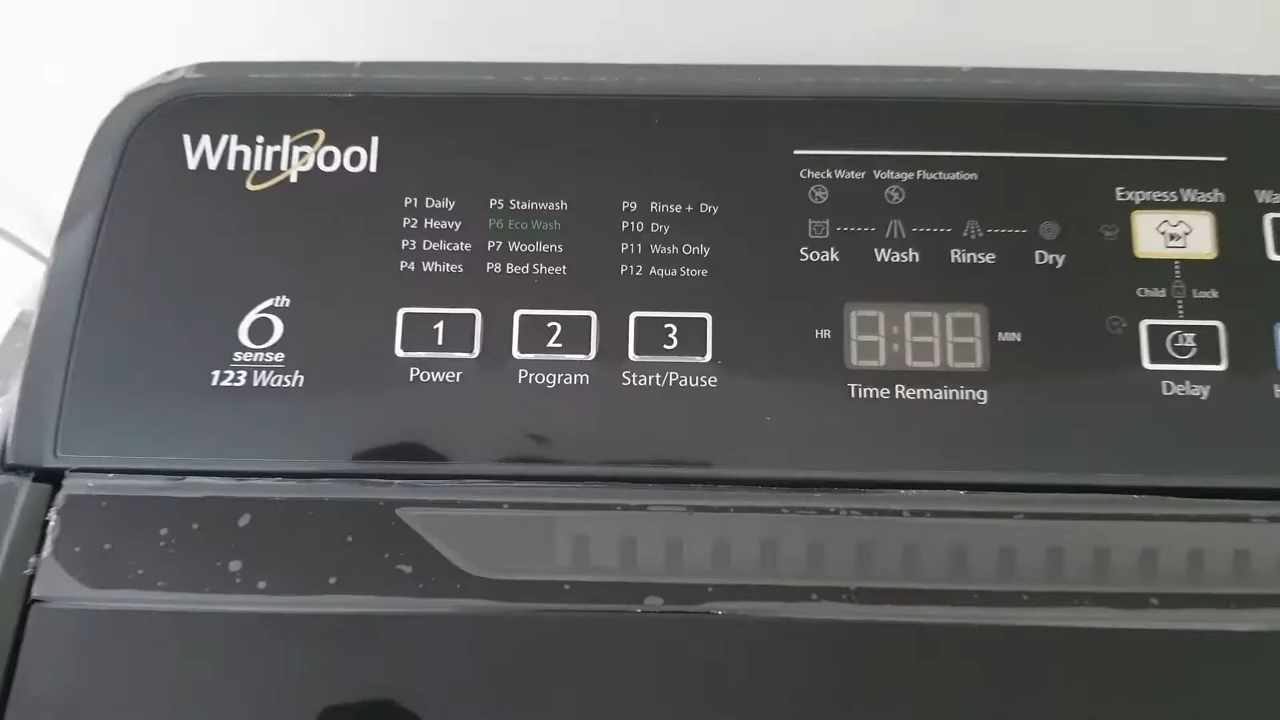 Whirlpool
P1 Daily
P2 Heavy
P3 Delicate
P4 Whites
P5 Stainwash
P6 Eco Wash
P7 Woollens
P8 Bed Sheet
P9 Rinse + Dry
P10 Dry
P11 Wash Only
P12 Aqua Store
6th
sense
123 Wash
1
Power
2
Program
3
Start/Pause
Check Water Voltage Fluctuation
Soak Wash Rinse Dry
HR 8:88 MIN
Time Remaining
Express Wash
Child Lock
Delay